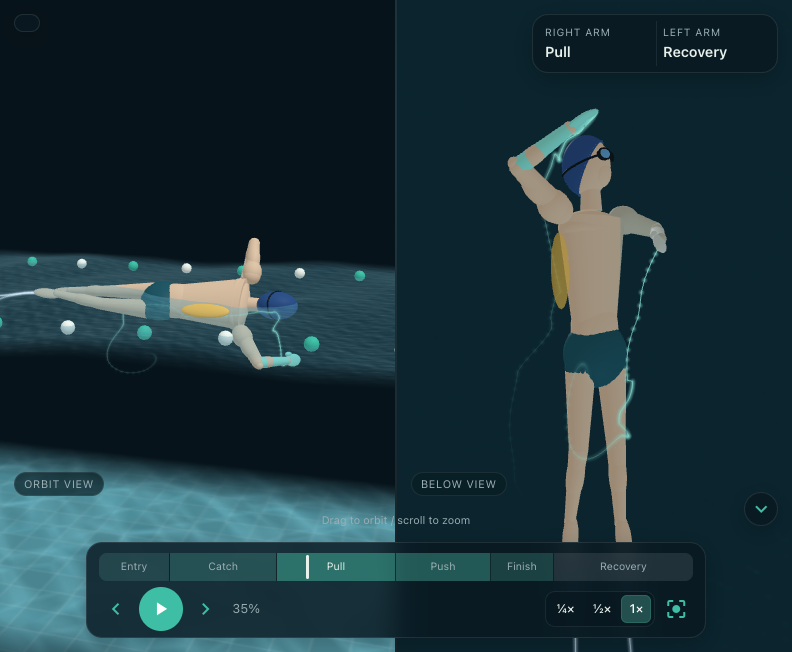 RIGHT ARM
Pull
LEFT ARM
Recovery
ORBIT VIEW
BELOW VIEW
Drag to orbit / scroll to zoom
Entry
Catch
Pull
Push
Finish
Recovery
35%
¼×
½×
1×